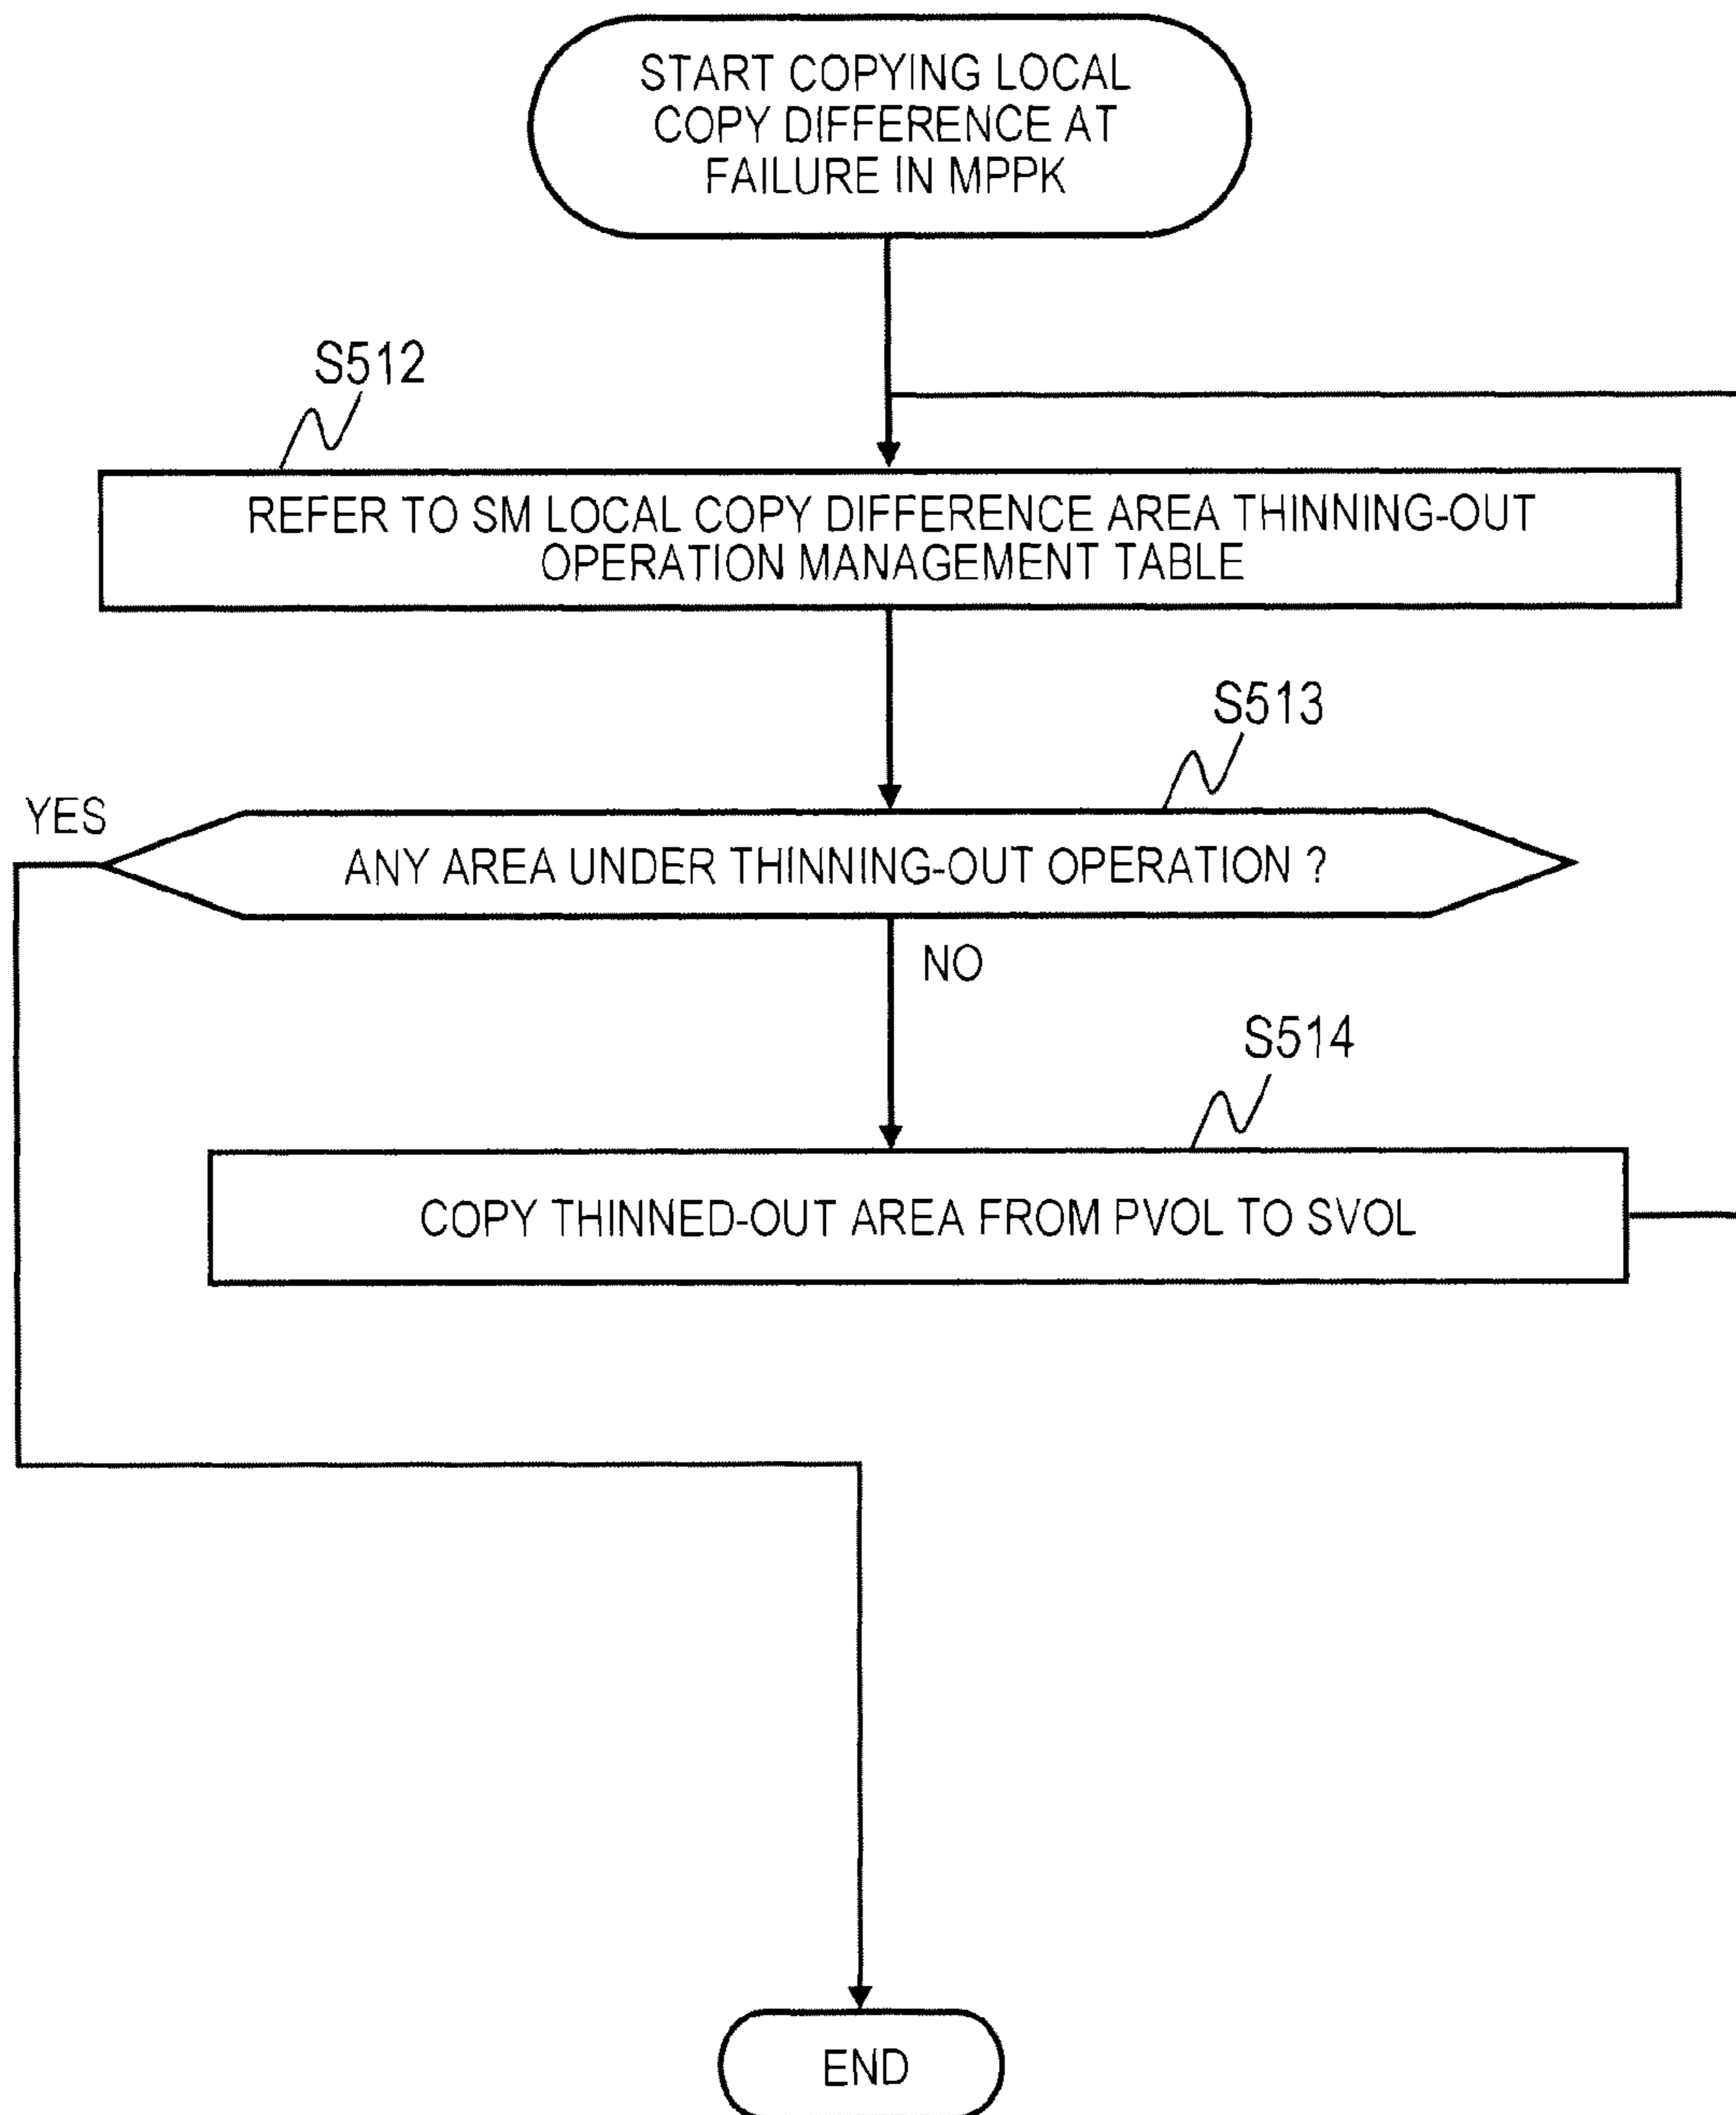 START COPYING LOCAL
COPY DIFFERENCE AT
FAILURE IN MPPK
S512
REFER TO SM LOCAL COPY DIFFERENCE AREA THINNING-OUT
OPERATION MANAGEMENT TABLE
S513
YES
ANY AREA UNDER THINNING-OUT OPERATION ?
NO
S514
COPY THINNED-OUT AREA FROM PVOL TO SVOL
END